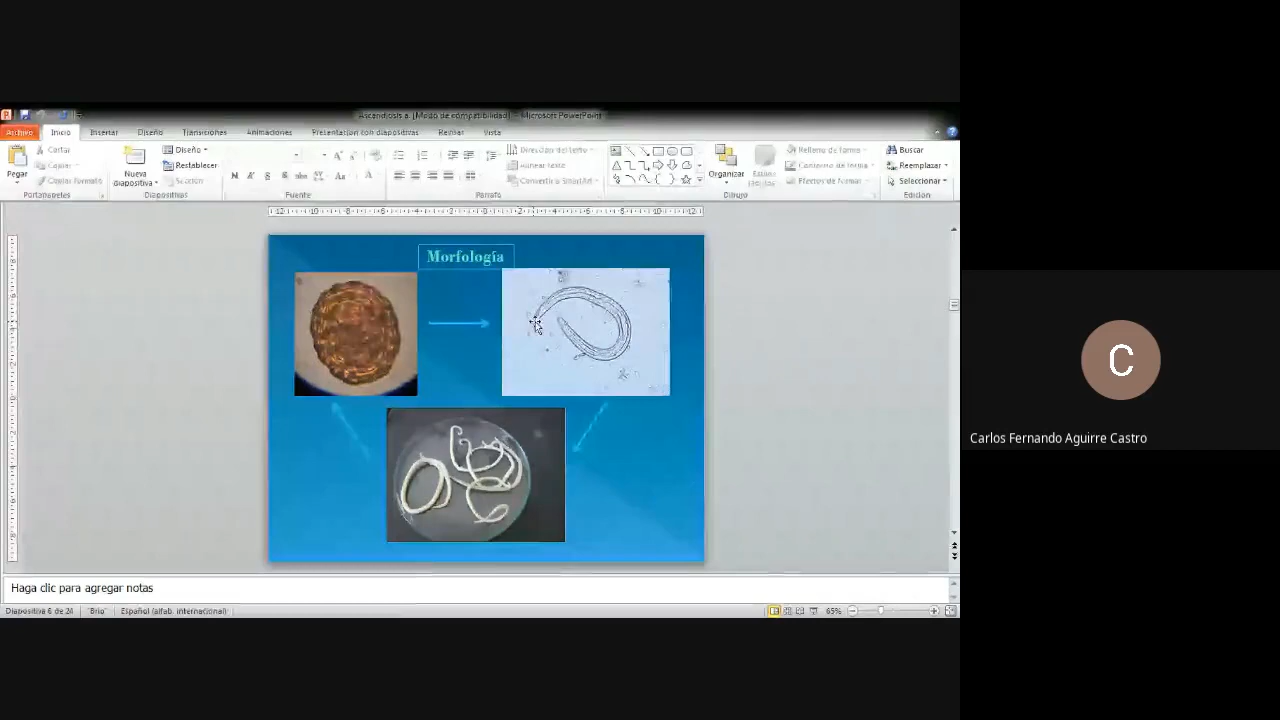 Ascaridiosis a [Modo de compatibilidad] - Microsoft PowerPoint
Archivo Inicio Insertar Diseño Transiciones Animaciones Presentación con diapositivas Revisar Vista
Pegar
Cortar
Copiar
Copiar formato
Portapapeles
Nueva diapositiva
Diseño
Restablecer
Sección
Diapositivas
N K S S abc Aa A
Fuente
Dirección del texto
Alinear texto
Convertir a SmartArt
Párrafo
Organizar
Estilos rápidos
Relleno de forma
Contorno de forma
Efectos de formas
Dibujo
Buscar
Reemplazar
Seleccionar
Edición
Morfología
Carlos Fernando Aguirre Castro
C
Haga clic para agregar notas
Diapositiva 6 de 24 "Brío" Español (alfab. internacional) 65%